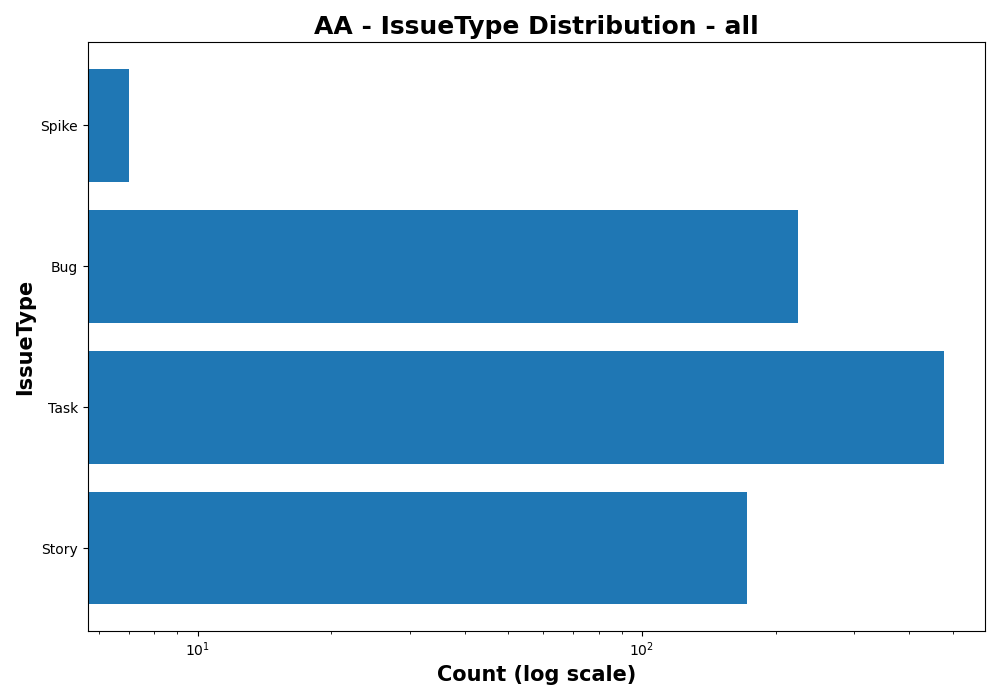 AA - IssueType Distribution - all
IssueType
Spike
Bug
Task
Story
10¹
10²
Count (log scale)